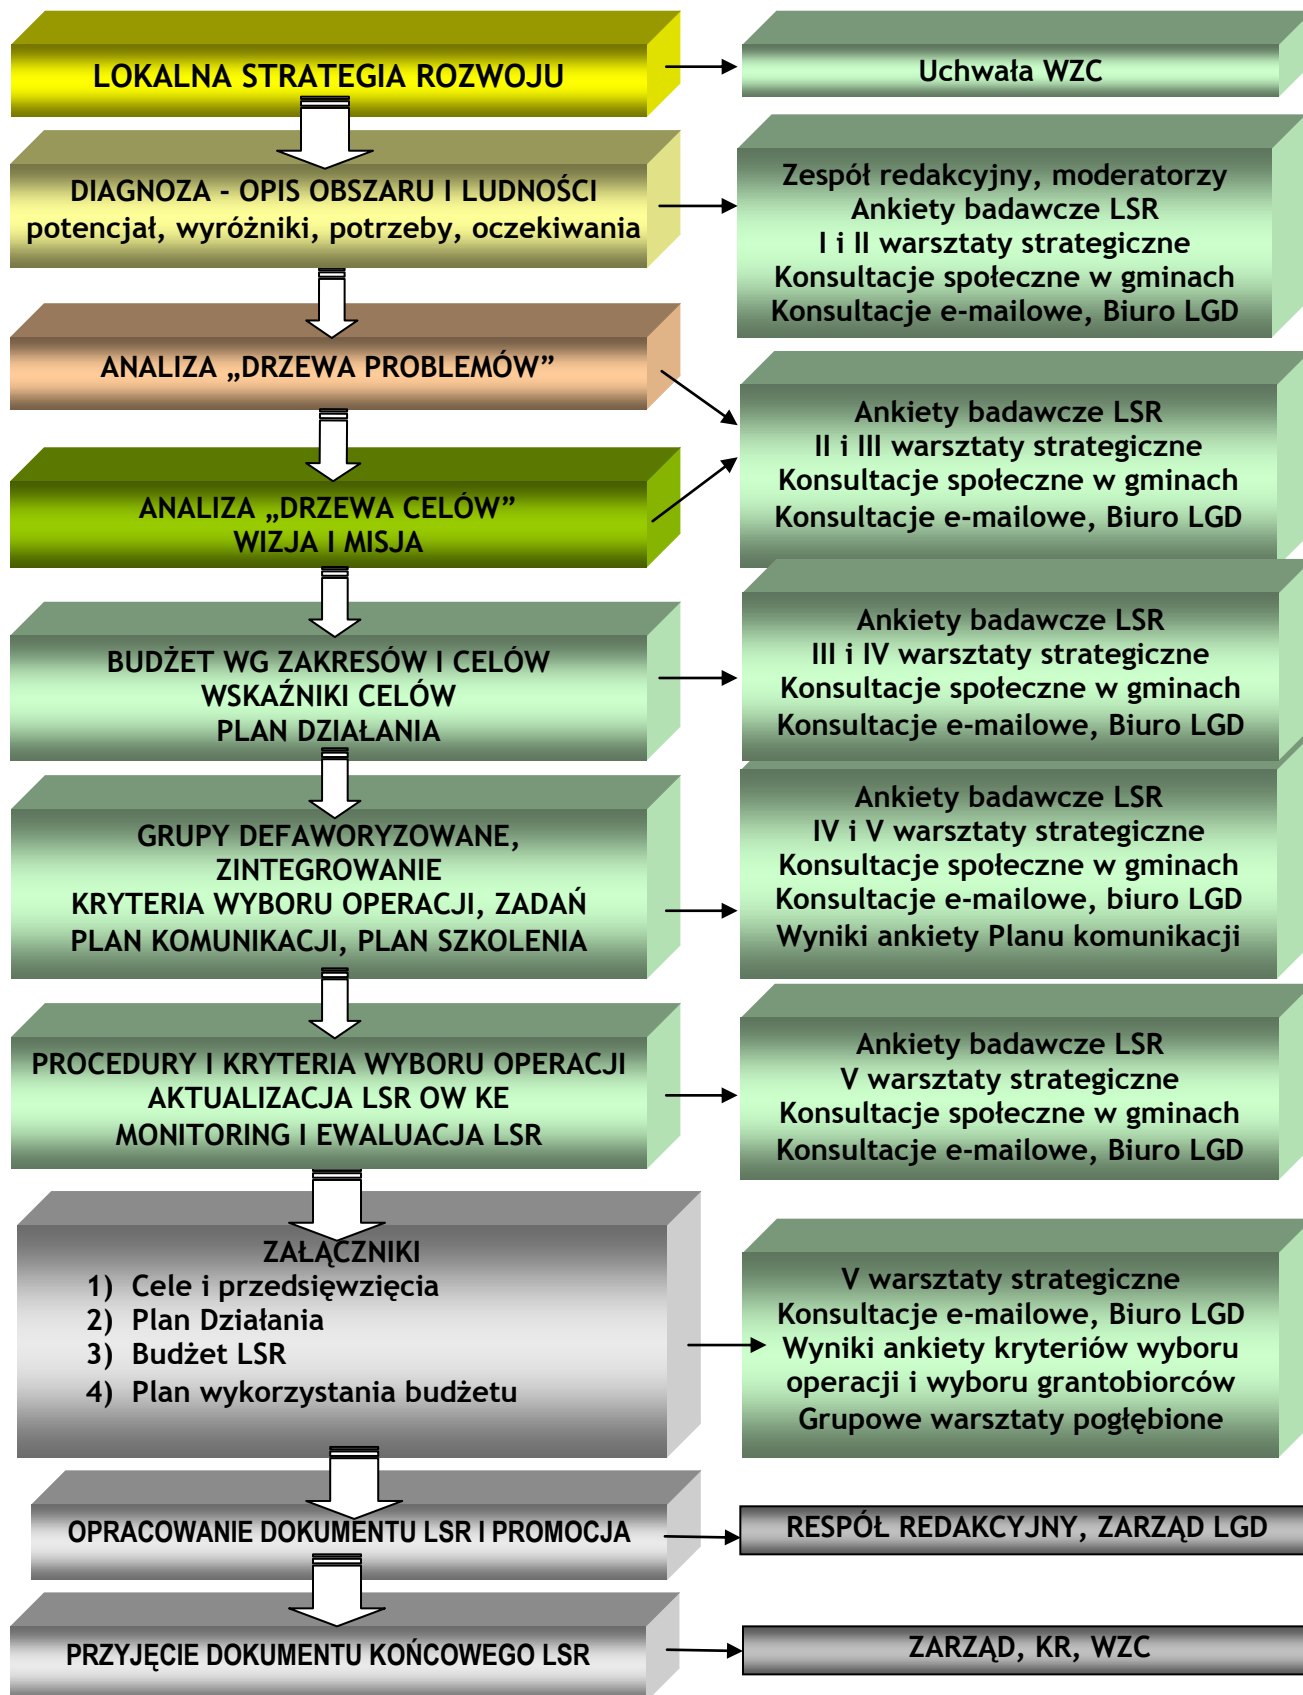 LOKALNA STRATEGIA ROZWOJU
Uchwała WZC
DIAGNOZA - OPIS OBSZARU I LUDNOŚCI
potencjał, wyróżniki, potrzeby, oczekiwania
Zespół redakcyjny, moderatorzy
Ankiety badawcze LSR
I i II warsztaty strategiczne
Konsultacje społeczne w gminach
Konsultacje e-mailowe, Biuro LGD
ANALIZA „DRZEWA PROBLEMÓW”
Ankiety badawcze LSR
II i III warsztaty strategiczne
Konsultacje społeczne w gminach
Konsultacje e-mailowe, Biuro LGD
ANALIZA „DRZEWA CELÓW”
WIZJA I MISJA
BUDŻET WG ZAKRESÓW I CELÓW
WSKAŹNIKI CELÓW
PLAN DZIAŁANIA
Ankiety badawcze LSR
III i IV warsztaty strategiczne
Konsultacje społeczne w gminach
Konsultacje e-mailowe, Biuro LGD
GRUPY DEFAWORYZOWANE,
ZINTEGROWANIE
KRYTERIA WYBORU OPERACJI, ZADAŃ
PLAN KOMUNIKACJI, PLAN SZKOLENIA
Ankiety badawcze LSR
IV i V warsztaty strategiczne
Konsultacje społeczne w gminach
Konsultacje e-mailowe, biuro LGD
Wyniki ankiety Planu komunikacji
PROCEDURY I KRYTERIA WYBORU OPERACJI
AKTUALIZACJA LSR OW KE
MONITORING I EWALUACJA LSR
Ankiety badawcze LSR
V warsztaty strategiczne
Konsultacje społeczne w gminach
Konsultacje e-mailowe, Biuro LGD
ZAŁĄCZNIKI
1) Cele i przedsięwzięcia
2) Plan Działania
3) Budżet LSR
4) Plan wykorzystania budżetu
V warsztaty strategiczne
Konsultacje e-mailowe, Biuro LGD
Wyniki ankiety kryteriów wyboru
operacji i wyboru grantobiorców
Grupowe warsztaty pogłębione
OPRACOWANIE DOKUMENTU LSR I PROMOCJA
RESPÓŁ REDAKCYJNY, ZARZĄD LGD
PRZYJĘCIE DOKUMENTU KOŃCOWEGO LSR
ZARZĄD, KR, WZC